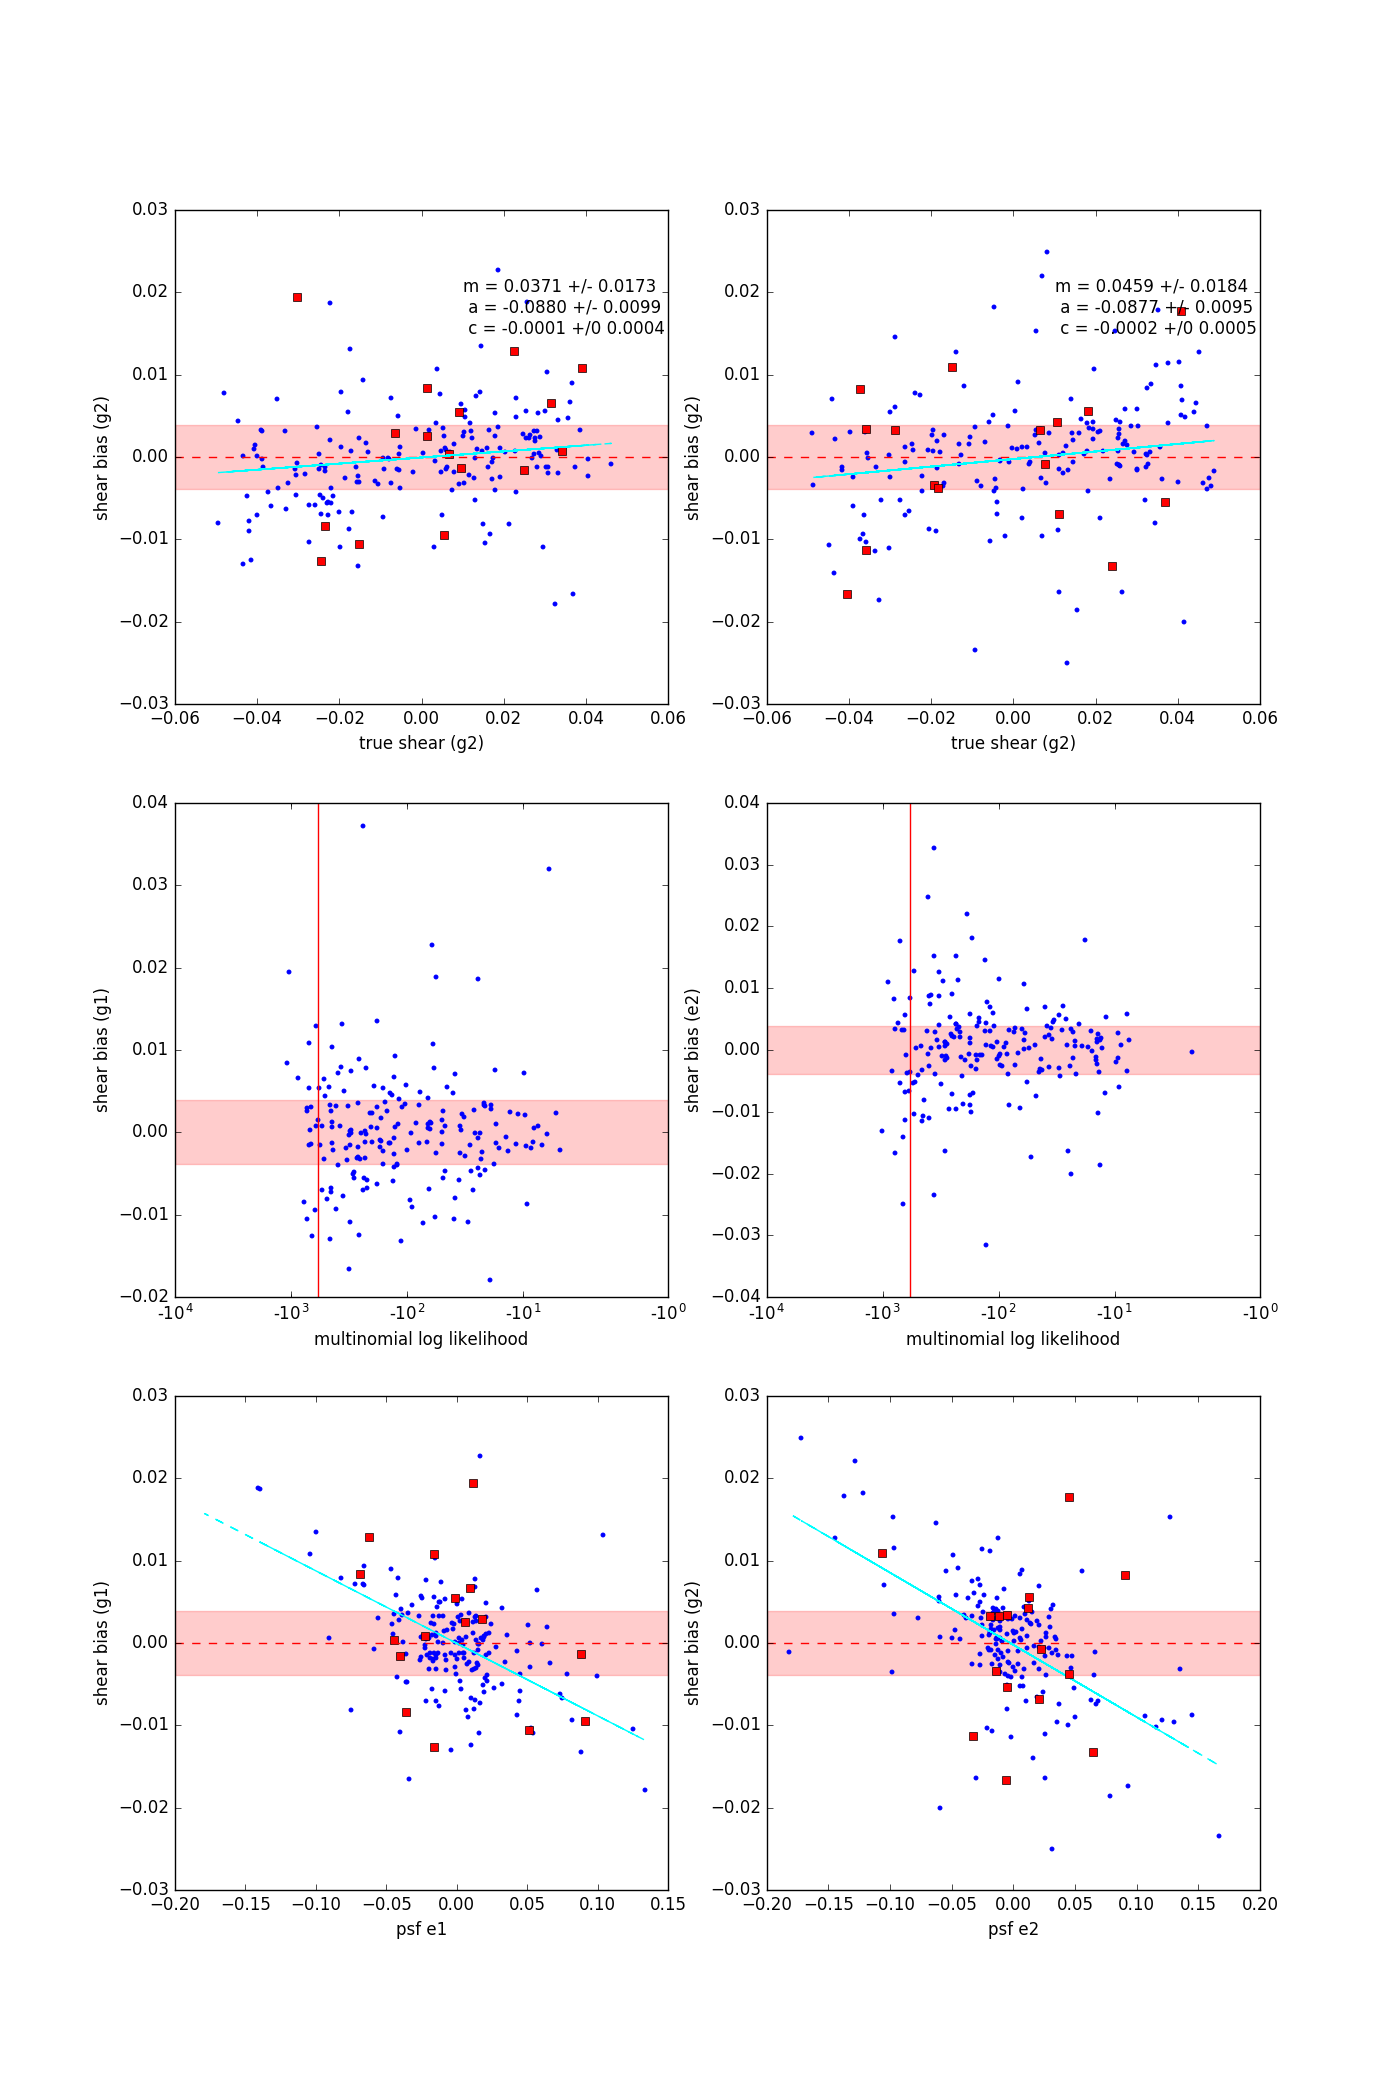 0.03
0.02
0.01
0.00
−0.01
−0.02
−0.03
shear bias (g2)
m = 0.0371 +/- 0.0173
a = -0.0880 +/- 0.0099
c = -0.0001 +/0 0.0004
−0.06 −0.04 −0.02 0.00 0.02 0.04 0.06
true shear (g2)
0.03
0.02
0.01
0.00
−0.01
−0.02
−0.03
shear bias (g2)
m = 0.0459 +/- 0.0184
a = -0.0877 +/- 0.0095
c = -0.0002 +/0 0.0005
−0.06 −0.04 −0.02 0.00 0.02 0.04 0.06
true shear (g2)
0.04
0.03
0.02
0.01
0.00
−0.01
−0.02
shear bias (g1)
-10^4 -10^3 -10^2 -10^1 -10^0
multinomial log likelihood
0.04
0.03
0.02
0.01
0.00
−0.01
−0.02
−0.03
−0.04
shear bias (e2)
-10^4 -10^3 -10^2 -10^1 -10^0
multinomial log likelihood
0.03
0.02
0.01
0.00
−0.01
−0.02
−0.03
shear bias (g1)
−0.20 −0.15 −0.10 −0.05 0.00 0.05 0.10 0.15
psf e1
0.03
0.02
0.01
0.00
−0.01
−0.02
−0.03
shear bias (g2)
−0.20 −0.15 −0.10 −0.05 0.00 0.05 0.10 0.15 0.20
psf e2